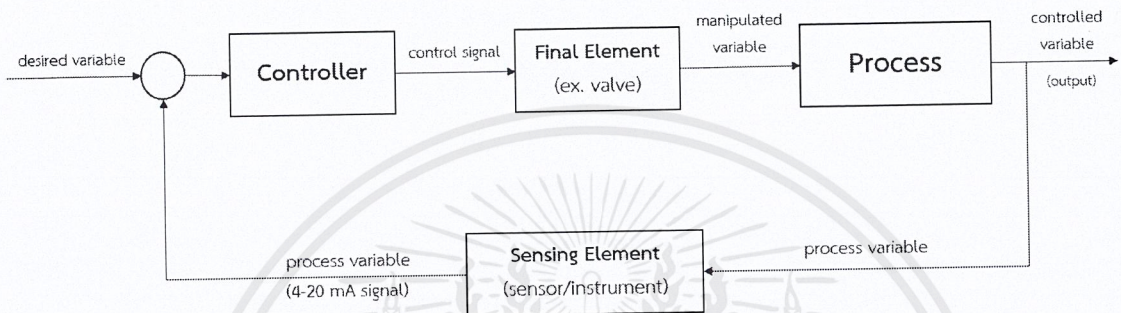 desired variable
Controller
control signal
Final Element
(ex. valve)
manipulated
variable
Process
controlled
variable
(output)
process variable
(4-20 mA signal)
Sensing Element
(sensor/instrument)
process variable